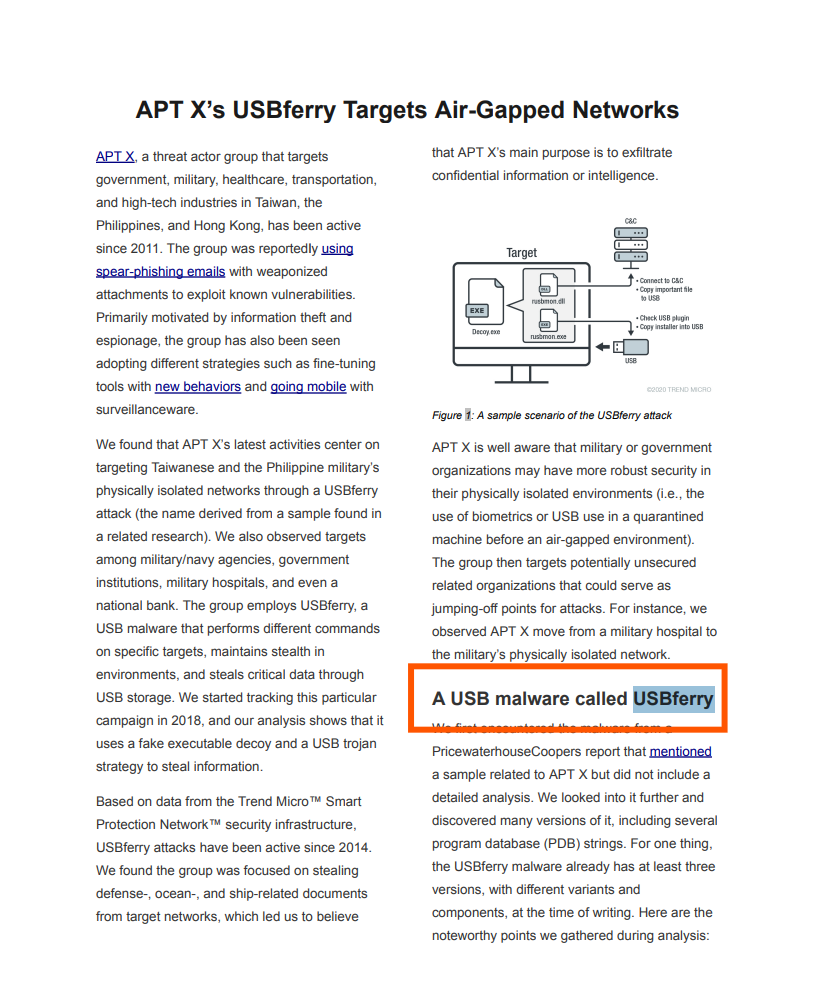 APT X’s USBferry Targets Air-Gapped Networks
APT X, a threat actor group that targets
government, military, healthcare, transportation,
and high-tech industries in Taiwan, the
Philippines, and Hong Kong, has been active
since 2011. The group was reportedly using
spear-phishing emails with weaponized
attachments to exploit known vulnerabilities.
Primarily motivated by information theft and
espionage, the group has also been seen
adopting different strategies such as fine-tuning
tools with new behaviors and going mobile with
surveillanceware.
We found that APT X’s latest activities center on
targeting Taiwanese and the Philippine military’s
physically isolated networks through a USBferry
attack (the name derived from a sample found in
a related research). We also observed targets
among military/navy agencies, government
institutions, military hospitals, and even a
national bank. The group employs USBferry, a
USB malware that performs different commands
on specific targets, maintains stealth in
environments, and steals critical data through
USB storage. We started tracking this particular
campaign in 2018, and our analysis shows that it
uses a fake executable decoy and a USB trojan
strategy to steal information.
Based on data from the Trend Micro™ Smart
Protection Network™ security infrastructure,
USBferry attacks have been active since 2014.
We found the group was focused on stealing
defense-, ocean-, and ship-related documents
from target networks, which led us to believe
that APT X’s main purpose is to exfiltrate
confidential information or intelligence.
C&C
Target
EXE
Decoy.exe
DLL
rusbmon.dll
EXE
rusbmon.exe
• Connect to C&C
• Copy important file
to USB
• Check USB plugin
• Copy installer into USB
USB
©2020 TREND MICRO
Figure 1: A sample scenario of the USBferry attack
APT X is well aware that military or government
organizations may have more robust security in
their physically isolated environments (i.e., the
use of biometrics or USB use in a quarantined
machine before an air-gapped environment).
The group then targets potentially unsecured
related organizations that could serve as
jumping-off points for attacks. For instance, we
observed APT X move from a military hospital to
the military’s physically isolated network.
A USB malware called USBferry
We first encountered the malware from a
PricewaterhouseCoopers report that mentioned
a sample related to APT X but did not include a
detailed analysis. We looked into it further and
discovered many versions of it, including several
program database (PDB) strings. For one thing,
the USBferry malware already has at least three
versions, with different variants and
components, at the time of writing. Here are the
noteworthy points we gathered during analysis: